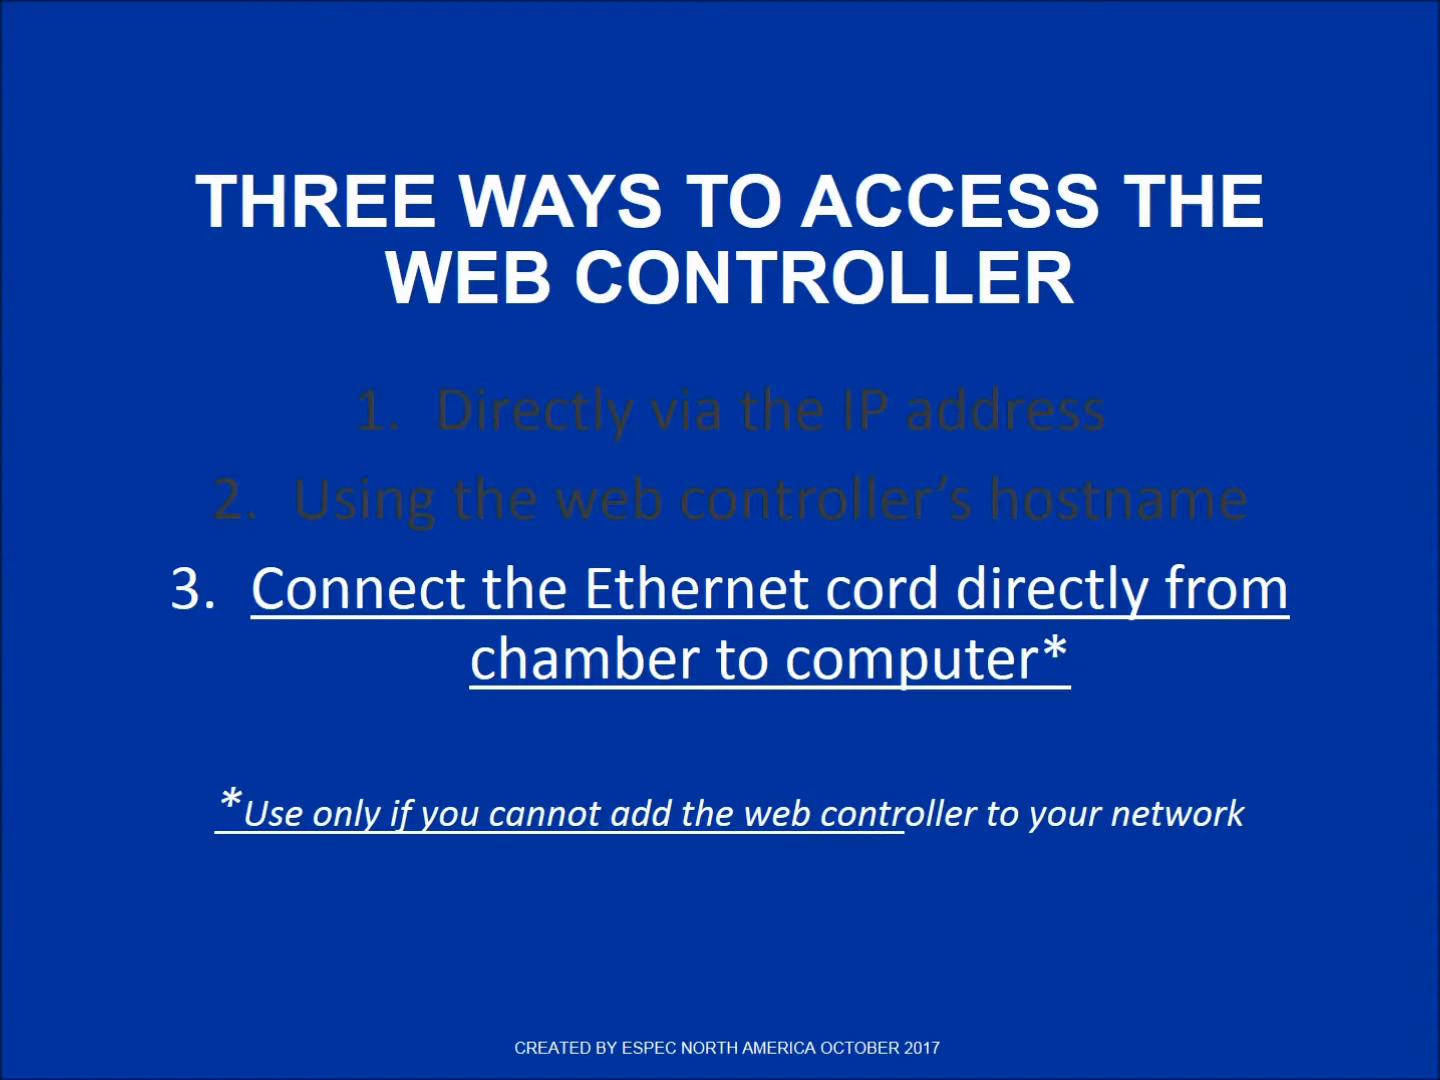 THREE WAYS TO ACCESS THE
WEB CONTROLLER
1. Directly via the IP address
2. Using the web controller’s hostname
3. Connect the Ethernet cord directly from
chamber to computer*
*Use only if you cannot add the web controller to your network
CREATED BY ESPEC NORTH AMERICA OCTOBER 2017